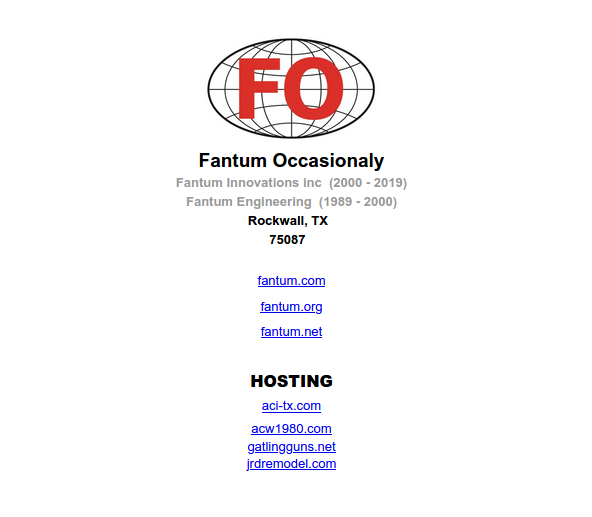 FO
Fantum Occasionaly
Fantum Innovations Inc (2000 - 2019)
Fantum Engineering (1989 - 2000)
Rockwall, TX
75087
fantum.com
fantum.org
fantum.net
HOSTING
aci-tx.com
acw1980.com
gatlingguns.net
jrdremodel.com